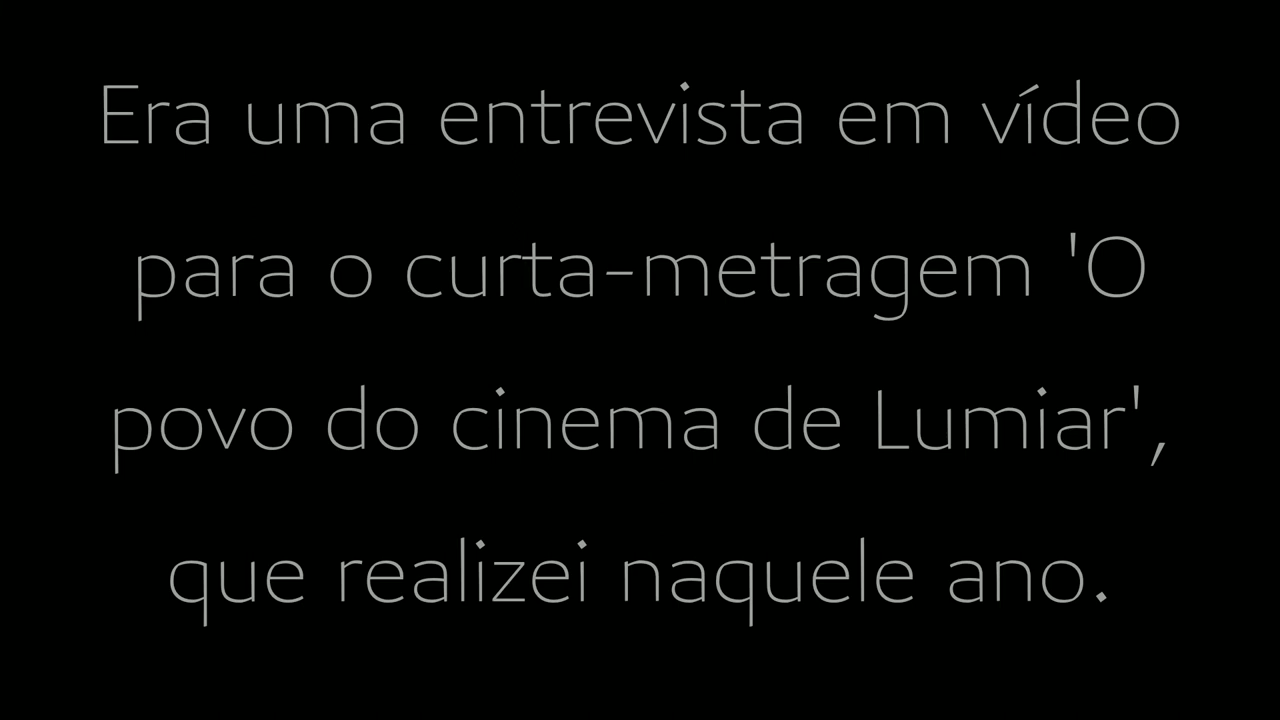 Era uma entrevista em vídeo
para o curta-metragem 'O
povo do cinema de Lumiar',
que realizei naquele ano.